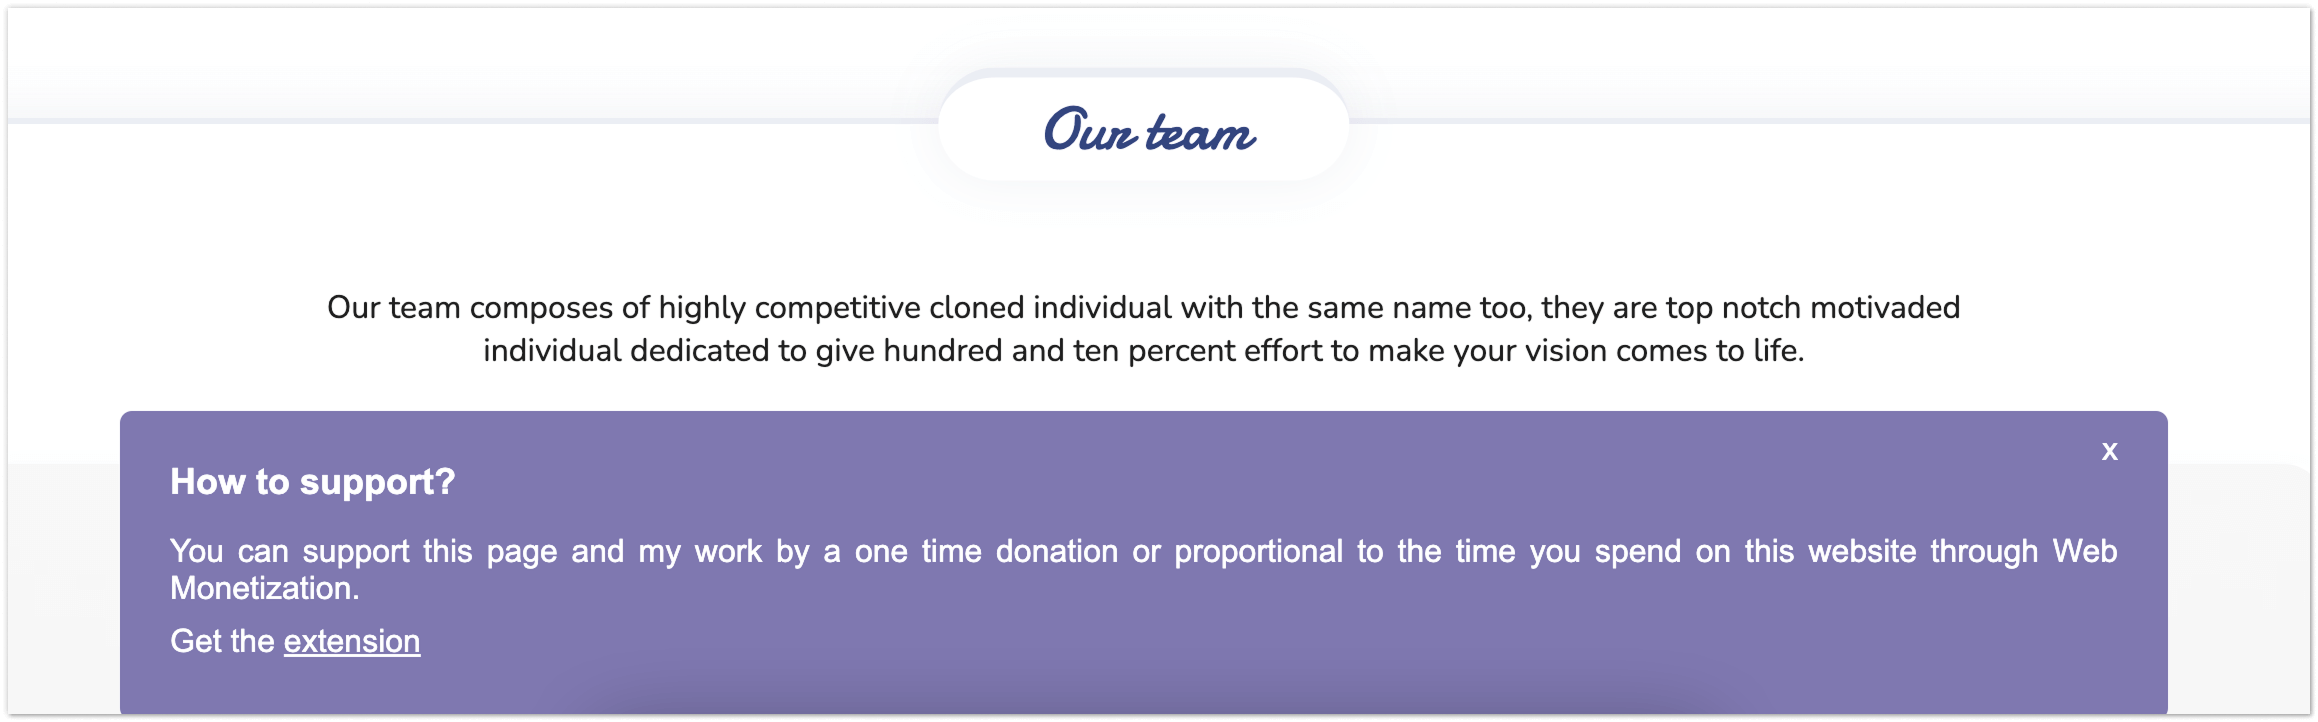 Our team
Our team composes of highly competitive cloned individual with the same name too, they are top notch motivaded
individual dedicated to give hundred and ten percent effort to make your vision comes to life.
x
How to support?
You can support this page and my work by a one time donation or proportional to the time you spend on this website through Web
Monetization.
Get the extension